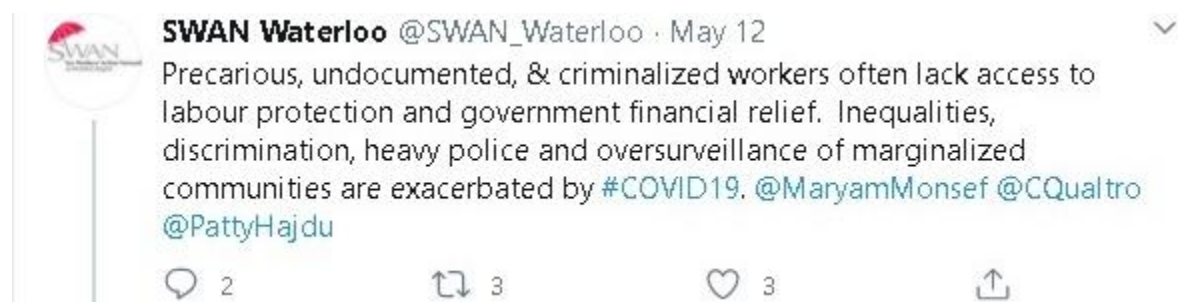 SWAN Waterloo @SWAN_Waterloo · May 12
Precarious, undocumented, & criminalized workers often lack access to
labour protection and government financial relief.  Inequalities,
discrimination, heavy police and oversurveillance of marginalized
communities are exacerbated by #COVID19. @MaryamMonsef @CQualtro
@PattyHajdu
2 3 3
SWAN